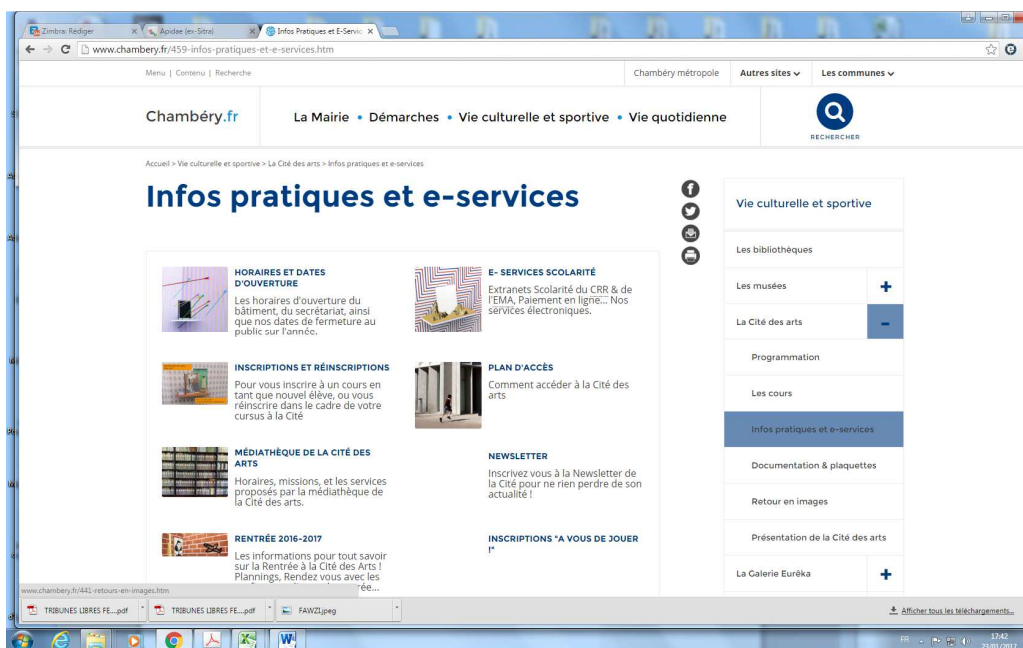 Zimbra: Rédiger
Apidae (ex-Sitra)
Infos Pratiques et E-Servic
www.chambery.fr/459-infos-pratiques-et-e-services.htm
Menu | Contenu | Recherche
Chambéry métropole
Autres sites
Les communes
Chambéry.fr
La Mairie • Démarches • Vie culturelle et sportive • Vie quotidienne
RECHERCHER
Accueil > Vie culturelle et sportive > La Cité des arts > Infos pratiques et e-services
Infos pratiques et e-services
HORAIRES ET DATES
D'OUVERTURE
Les horaires d'ouverture du
bâtiment, du secrétariat, ainsi
que nos dates de fermeture au
public sur l'année.
E- SERVICES SCOLARITÉ
Extranets Scolarité du CRR & de
l'EMA, Paiement en ligne... Nos
services électroniques.
INSCRIPTIONS ET RÉINSCRIPTIONS
Pour vous inscrire à un cours en
tant que nouvel élève, ou vous
réinscrire dans le cadre de votre
cursus à la Cité
PLAN D'ACCÈS
Comment accéder à la Cité des
arts
MÉDIATHÈQUE DE LA CITÉ DES
ARTS
Horaires, missions, et les services
proposés par la médiathèque de
la Cité des arts.
NEWSLETTER
Inscrivez vous à la Newsletter de
la Cité pour ne rien perdre de son
actualité !
RENTRÉE 2016-2017
Les informations pour tout savoir
sur la Rentrée à la Cité des Arts !
Plannings, Rendez vous avec les
INSCRIPTIONS "A VOUS DE JOUER
!"
Vie culturelle et sportive
Les bibliothèques
Les musées
La Cité des arts
Programmation
Les cours
Infos pratiques et e-services
Documentation & plaquettes
Retour en images
Présentation de la Cité des arts
La Galerie Eurêka
www.chambery.fr/441-retours-en-images.htm
TRIBUNES LIBRES FE....pdf
TRIBUNES LIBRES FE....pdf
FAWZI.jpeg
Afficher tous les téléchargements...
FR
17:42
23/03/2017